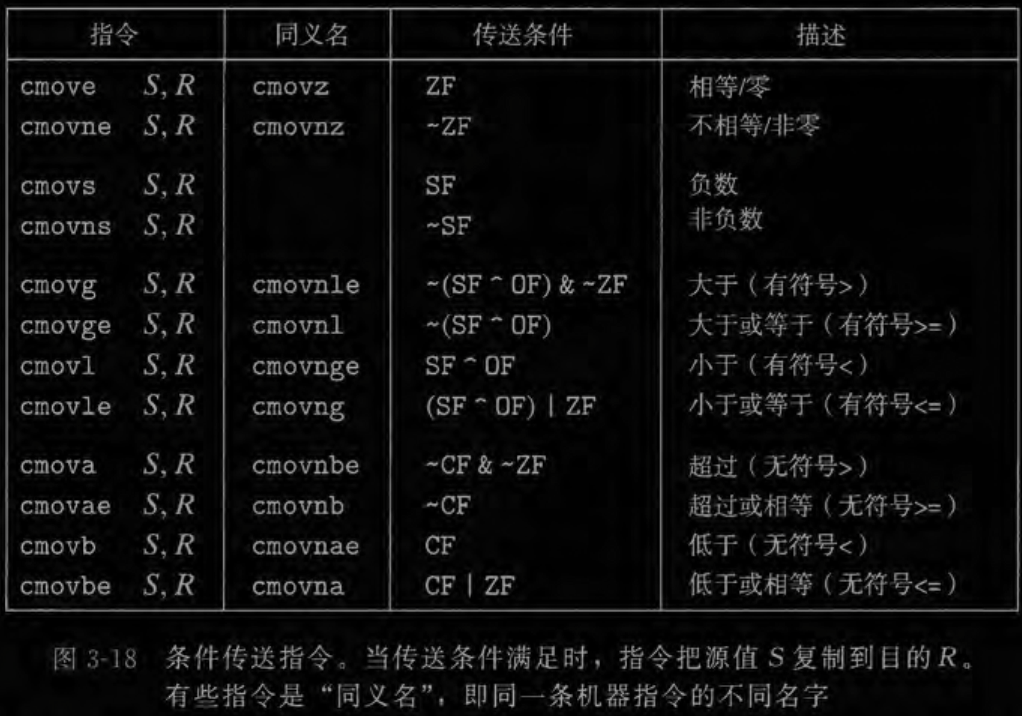 指令 同义名 传送条件 描述
cmove S, R cmovz ZF 相等/零
cmovne S, R cmovnz ~ZF 不相等/非零
cmovs S, R SF 负数
cmovns S, R ~SF 非负数
cmovg S, R cmovnle ~(SF ^ OF) & ~ZF 大于（有符号>）
cmovge S, R cmovnl ~(SF ^ OF) 大于或等于（有符号>=）
cmovl S, R cmovnge SF ^ OF 小于（有符号<）
cmovle S, R cmovng (SF ^ OF) | ZF 小于或等于（有符号<=）
cmova S, R cmovnbe ~CF & ~ZF 超过（无符号>）
cmovae S, R cmovnb ~CF 超过或相等（无符号>=）
cmovb S, R cmovnae CF 低于（无符号<）
cmovbe S, R cmovna CF | ZF 低于或相等（无符号<=）
图 3-18 条件传送指令。当传送条件满足时，指令把源值 S 复制到目的 R。
有些指令是“同义名”，即同一条机器指令的不同名字